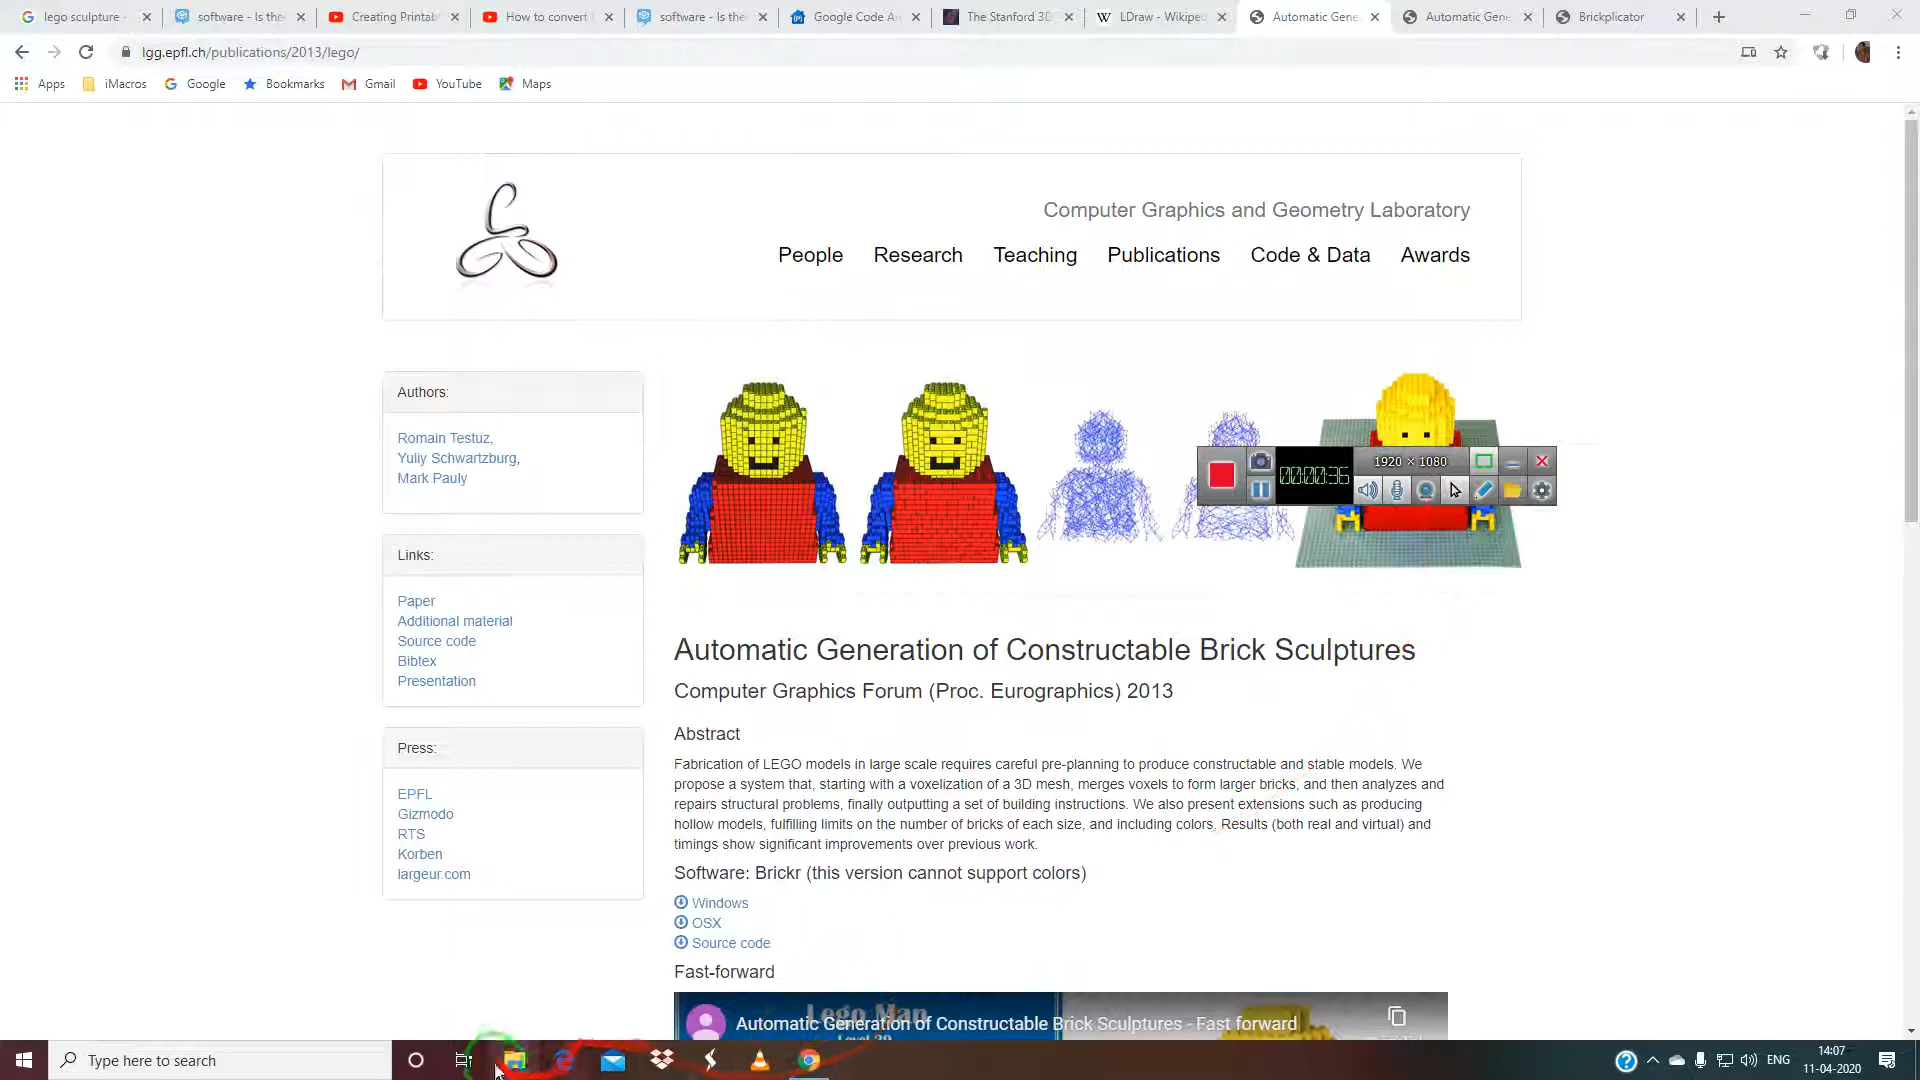 lego sculpture -
software - Is the
Creating Printab
How to convert
software - Is the
Google Code A
The Stanford 3D
LDraw - Wikiped
Automatic Gene
Automatic Gene
Brickplicator
lgg.epfl.ch/publications/2013/lego/
Apps
iMacros
Google
Bookmarks
Gmail
YouTube
Maps
Computer Graphics and Geometry Laboratory
People Research Teaching Publications Code & Data Awards
Authors:
Romain Testuz,
Yuliy Schwartzburg,
Mark Pauly
Links:
Paper
Additional material
Source code
Bibtex
Presentation
Press:
EPFL
Gizmodo
RTS
Korben
largeur.com
1920 × 1080
00:00:36
Automatic Generation of Constructable Brick Sculptures
Computer Graphics Forum (Proc. Eurographics) 2013
Abstract
Fabrication of LEGO models in large scale requires careful pre-planning to produce constructable and stable models. We
propose a system that, starting with a voxelization of a 3D mesh, merges voxels to form larger bricks, and then analyzes and
repairs structural problems, finally outputting a set of building instructions. We also present extensions such as producing
hollow models, fulfilling limits on the number of bricks of each size, and including colors. Results (both real and virtual) and
timings show significant improvements over previous work.
Software: Brickr (this version cannot support colors)
Windows
OSX
Source code
Fast-forward
Lego Man
Automatic Generation of Constructable Brick Sculptures - Fast forward
Type here to search
ENG
14:07
11-04-2020